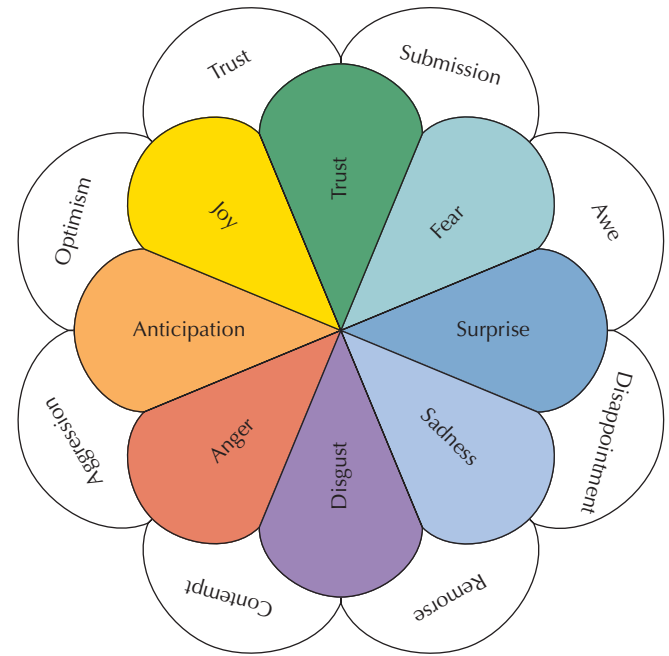 Trust
Submission
Trust
Joy
Fear
Optimism
Awe
Anticipation
Surprise
Disappointment
Aggression
Anger
Sadness
Disgust
Contempt
Remorse